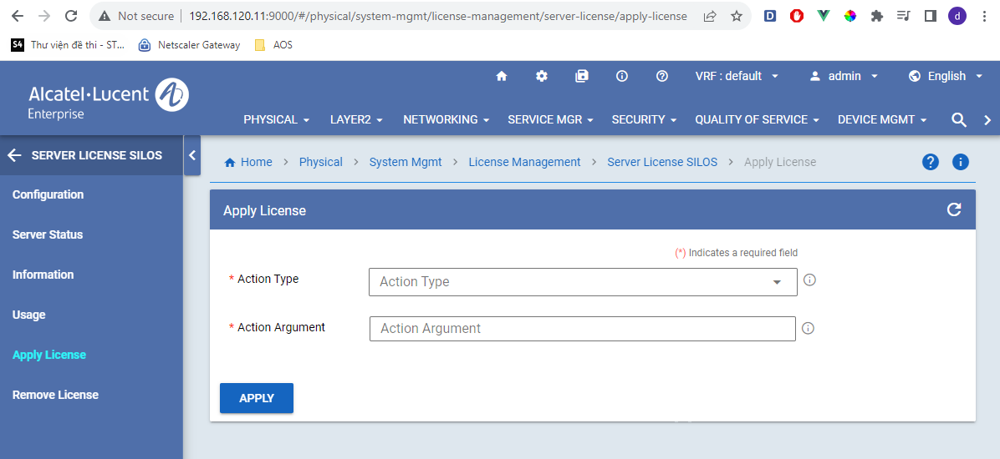 Not secure | 192.168.120.11:9000/#/physical/system-mgmt/license-management/server-license/apply-license
D d
S4 Thư viện đề thi - ST... Netscaler Gateway AOS
VRF : default admin English
Alcatel·Lucent
Enterprise
PHYSICAL LAYER2 NETWORKING SERVICE MGR SECURITY QUALITY OF SERVICE DEVICE MGMT
SERVER LICENSE SILOS
Configuration
Server Status
Information
Usage
Apply License
Remove License
Home > Physical > System Mgmt > License Management > Server License SILOS > Apply License
Apply License
(*) Indicates a required field
* Action Type Action Type
* Action Argument Action Argument
APPLY